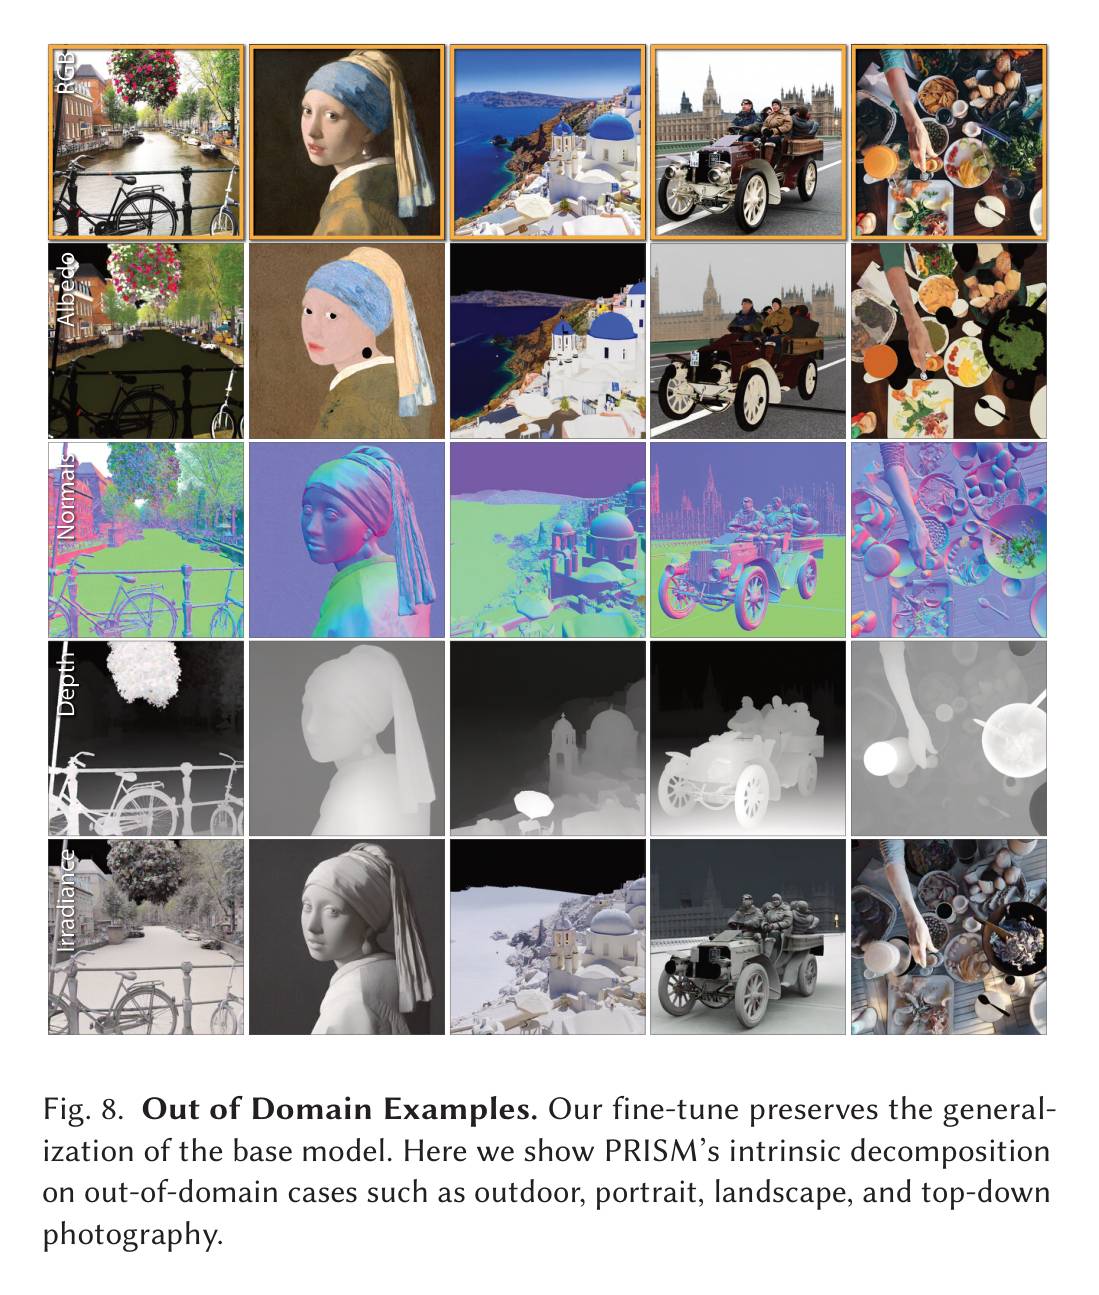 RGB
Albedo
Normals
Depth
Irradiance
Fig. 8. Out of Domain Examples. Our fine-tune preserves the general-
ization of the base model. Here we show PRISM's intrinsic decomposition
on out-of-domain cases such as outdoor, portrait, landscape, and top-down
photography.